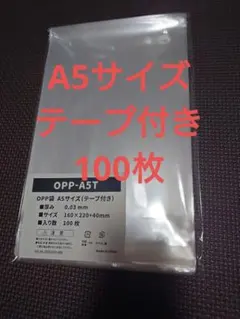 A5サイズ
テープ付き
100枚
OPP-A5T
OPP袋 A5サイズ(テープ付き)
■厚み 0.03mm
■サイズ 160×220+40mm
■入り数 100枚